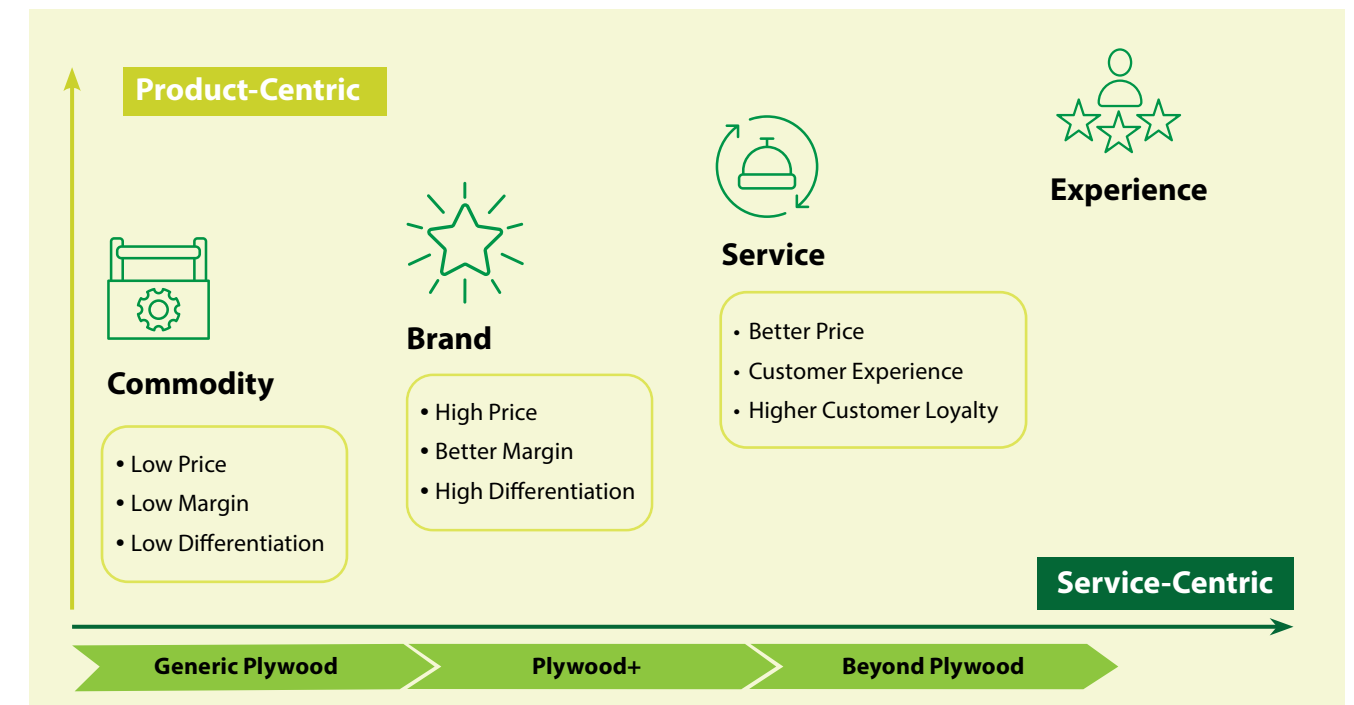 Product-Centric
Commodity
• Low Price
• Low Margin
• Low Differentiation
Brand
• High Price
• Better Margin
• High Differentiation
Service
• Better Price
• Customer Experience
• Higher Customer Loyalty
Experience
Service-Centric
Generic Plywood
Plywood+
Beyond Plywood